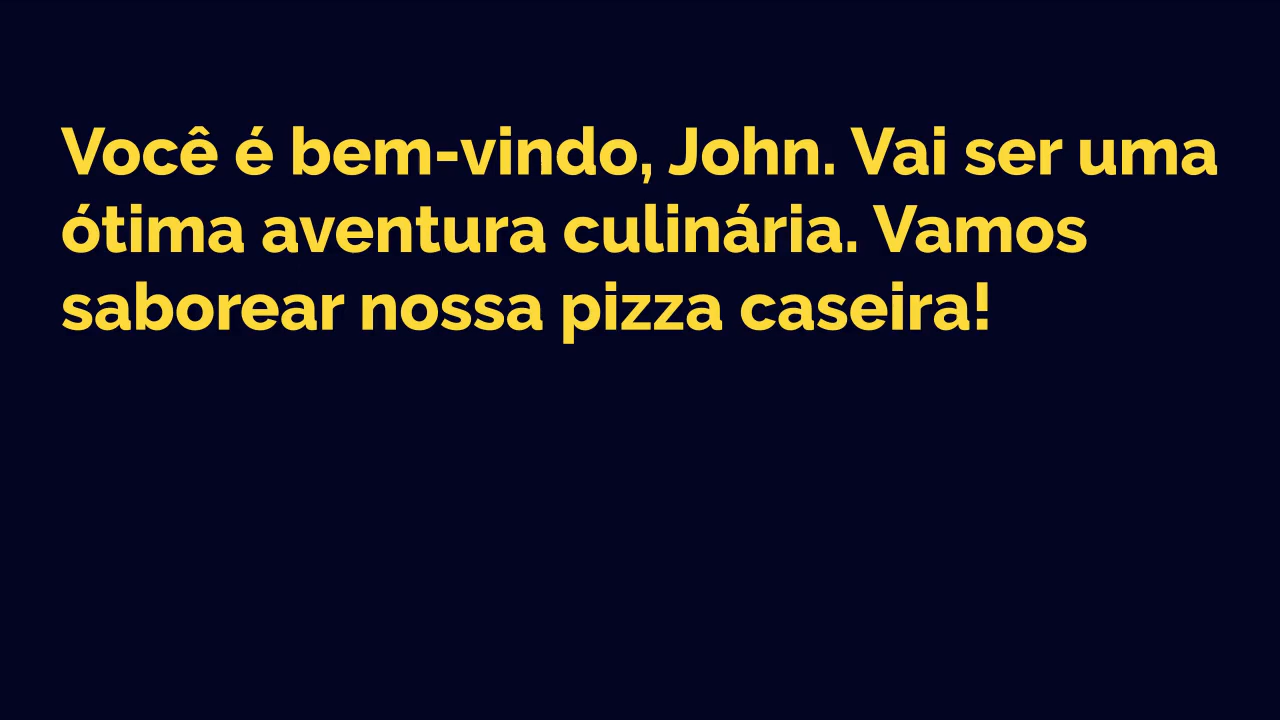 Você é bem-vindo, John. Vai ser uma
ótima aventura culinária. Vamos
saborear nossa pizza caseira!